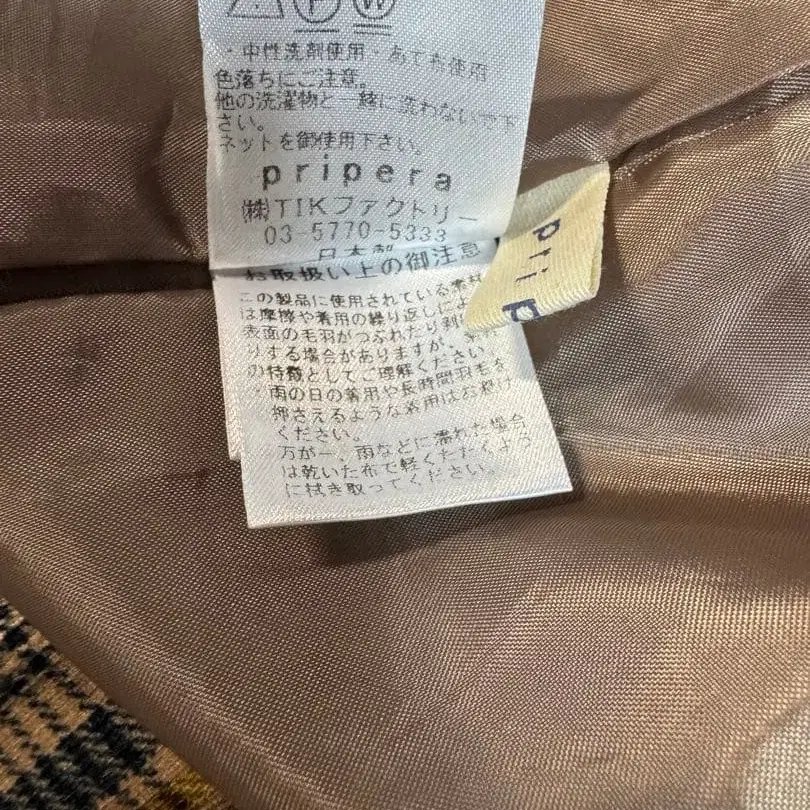 P W
・中性洗剤使用・あて布使用
色落ちにご注意。
他の洗濯物と一緒に洗わないで下
さい。
ネットを御使用下さい。
pripera
㈱TIKファクトリー
03-5770-5333
日本製
お取扱い上の御注意
この製品に使用されている素材
は摩擦や着用の繰り返しによ
表面の毛羽がつぶれたり
りする場合がありますが、
の特徴としてご理解ください。
・雨の日の着用や長時間羽毛を
押さえるような着用はお避け
ください。
万が一、雨などに濡れた場合
は乾いた布で軽くたたくよう
に拭き取ってください。
prip